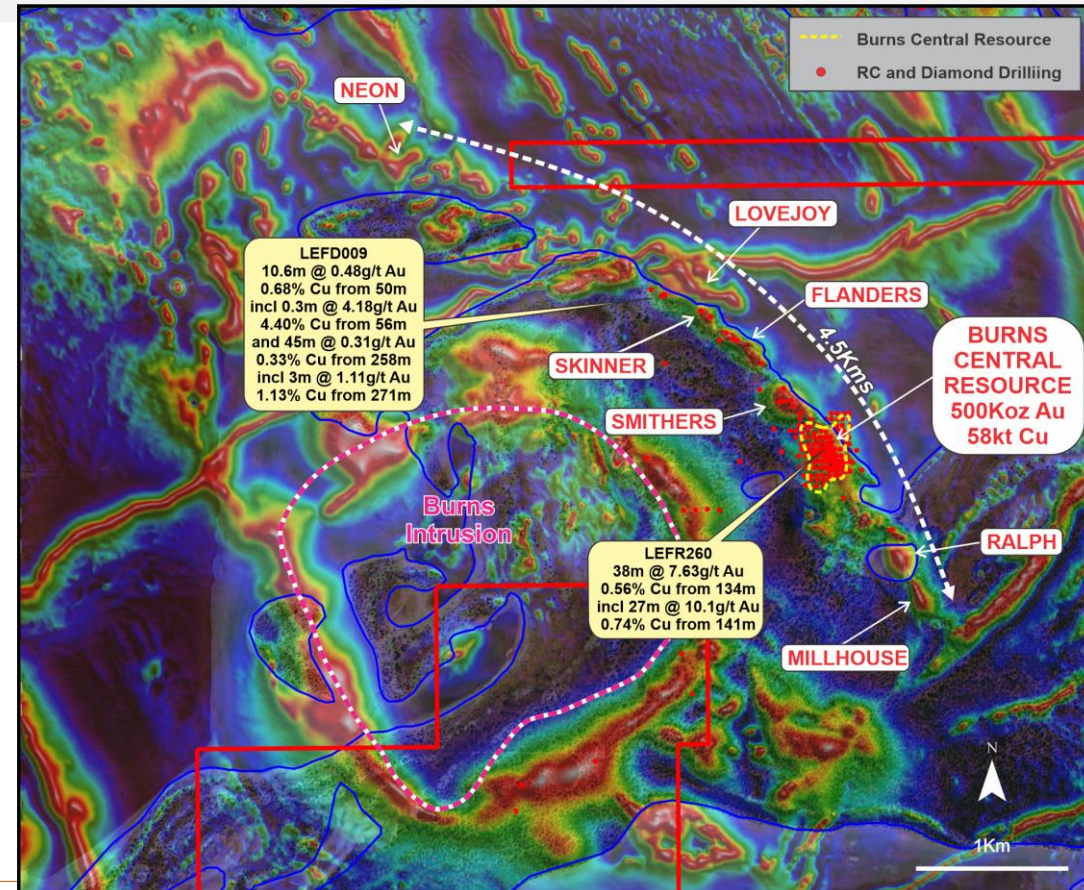 Burns Central Resource
RC and Diamond Drilliing
NEON
LOVEJOY
LEFD009
10.6m @ 0.48g/t Au
0.68% Cu from 50m
incl 0.3m @ 4.18g/t Au
4.40% Cu from 56m
and 45m @ 0.31g/t Au
0.33% Cu from 258m
incl 3m @ 1.11g/t Au
1.13% Cu from 271m
FLANDERS
4.5Kms
SKINNER
BURNS
CENTRAL
RESOURCE
500Koz Au
58kt Cu
SMITHERS
Burns
Intrusion
LEFR260
38m @ 7.63g/t Au
0.56% Cu from 134m
incl 27m @ 10.1g/t Au
0.74% Cu from 141m
RALPH
MILLHOUSE
N
1Km